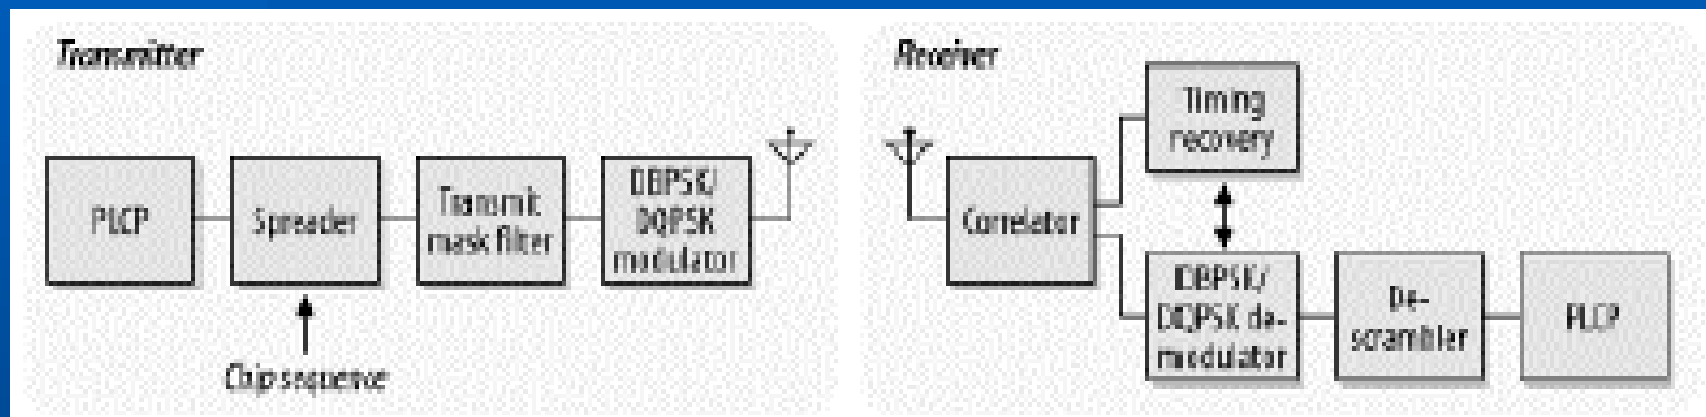 Transmitter
PLCP
Spreader
Transmit
mask filter
DBPSK/
DQPSK
modulator
Chip sequence
Receiver
Correlator
Timing
recovery
DBPSK/
DQPSK de-
modulator
De-
scrambler
PLCP